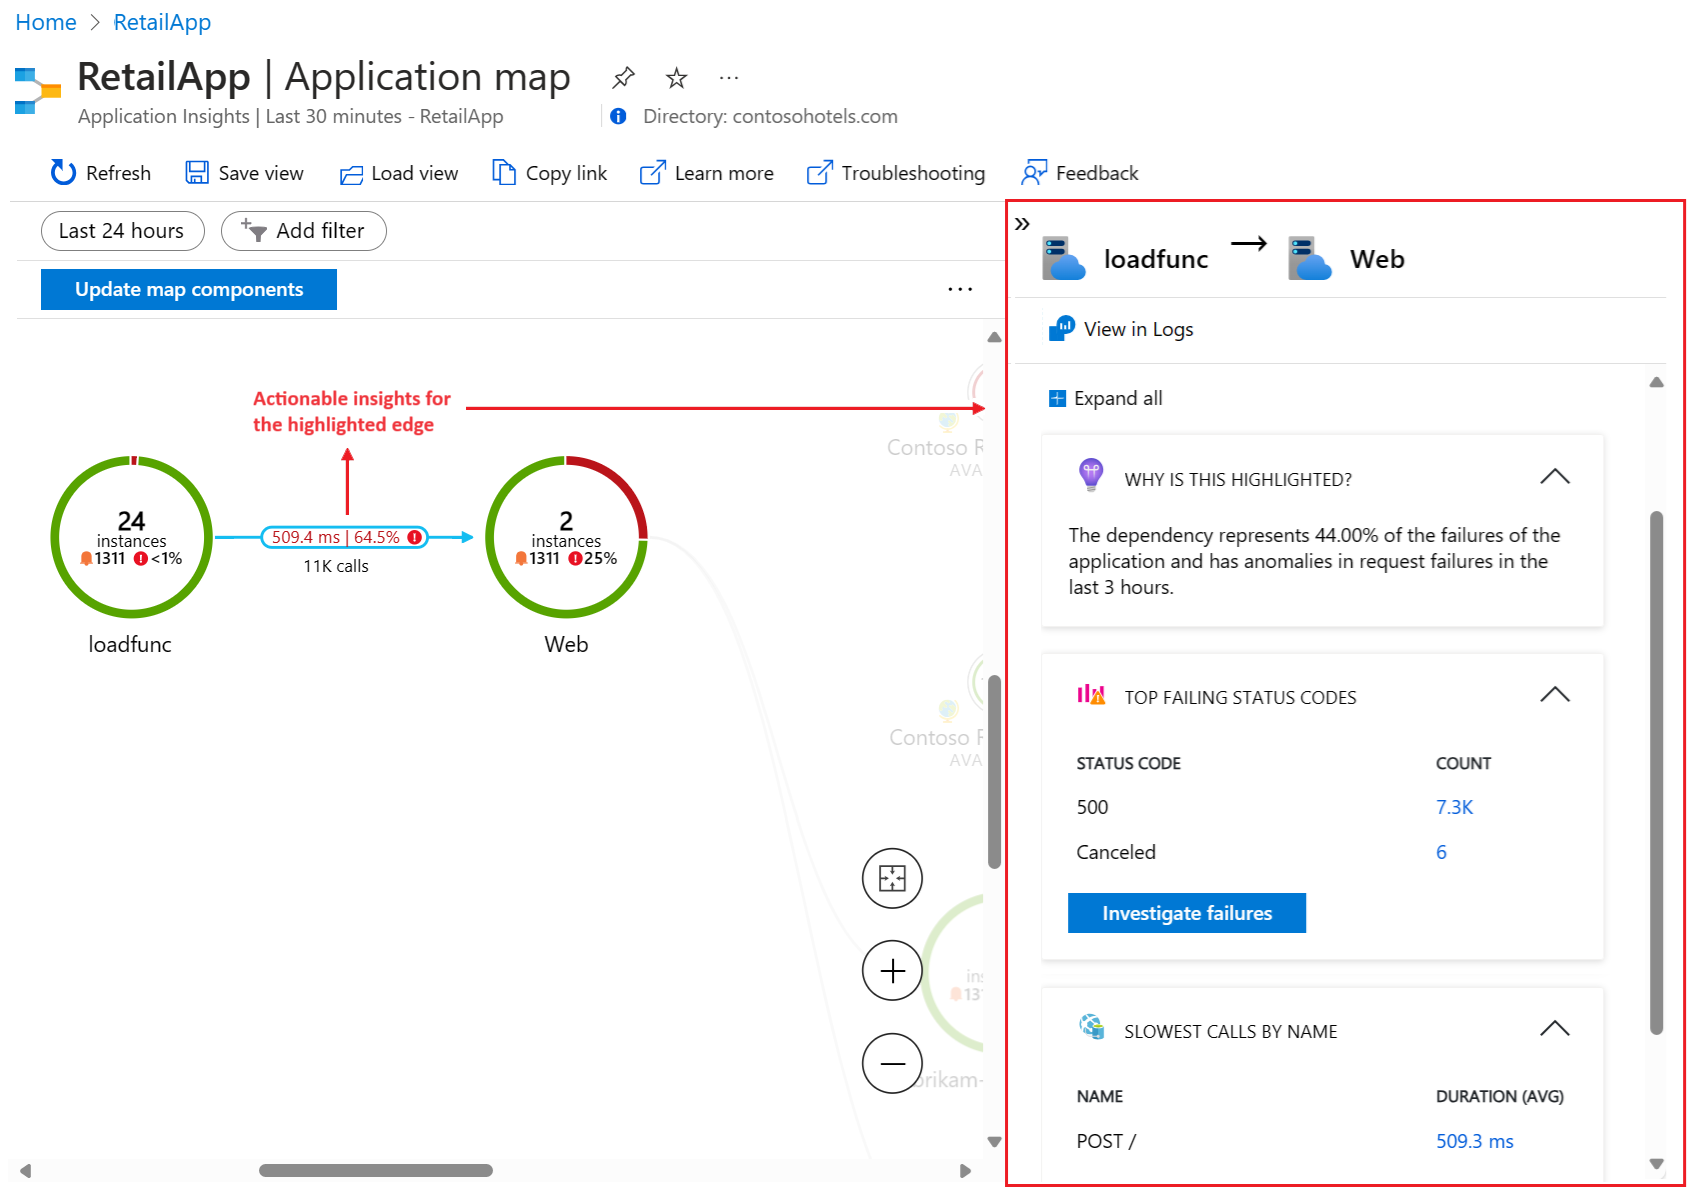 Home > RetailApp
RetailApp | Application map
Application Insights | Last 30 minutes - RetailApp
Directory: contosohotels.com
Refresh
Save view
Load view
Copy link
Learn more
Troubleshooting
Feedback
Last 24 hours
Add filter
Update map components
Actionable insights for
the highlighted edge
24
instances
1311 <1%
loadfunc
509.4 ms | 64.5%
11K calls
2
instances
1311 25%
Web
Contoso R
AVA
Contoso
AVA
ins
131
orikam-
loadfunc → Web
View in Logs
Expand all
WHY IS THIS HIGHLIGHTED?
The dependency represents 44.00% of the failures of the
application and has anomalies in request failures in the
last 3 hours.
TOP FAILING STATUS CODES
STATUS CODE COUNT
500 7.3K
Canceled 6
Investigate failures
SLOWEST CALLS BY NAME
NAME DURATION (AVG)
POST / 509.3 ms